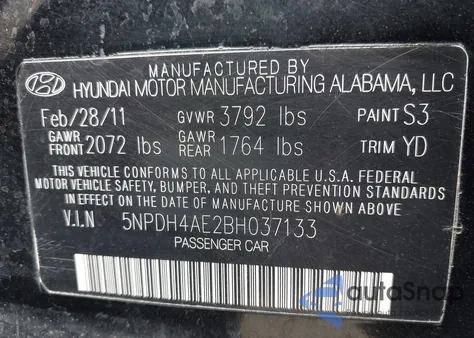 MANUFACTURED BY
HYUNDAI MOTOR MANUFACTURING ALABAMA, LLC
Feb/28/11 GVWR 3792 lbs PAINT S3
GAWR FRONT 2072 lbs GAWR REAR 1764 lbs TRIM YD
THIS VEHICLE CONFORMS TO ALL APPLICABLE U.S.A. FEDERAL
MOTOR VEHICLE SAFETY, BUMPER, AND THEFT PREVENTION STANDARDS
IN EFFECT ON THE DATE OF MANUFACTURE SHOWN ABOVE.
V.I.N 5NPDH4AE2BH037133
PASSENGER CAR
autoSnap